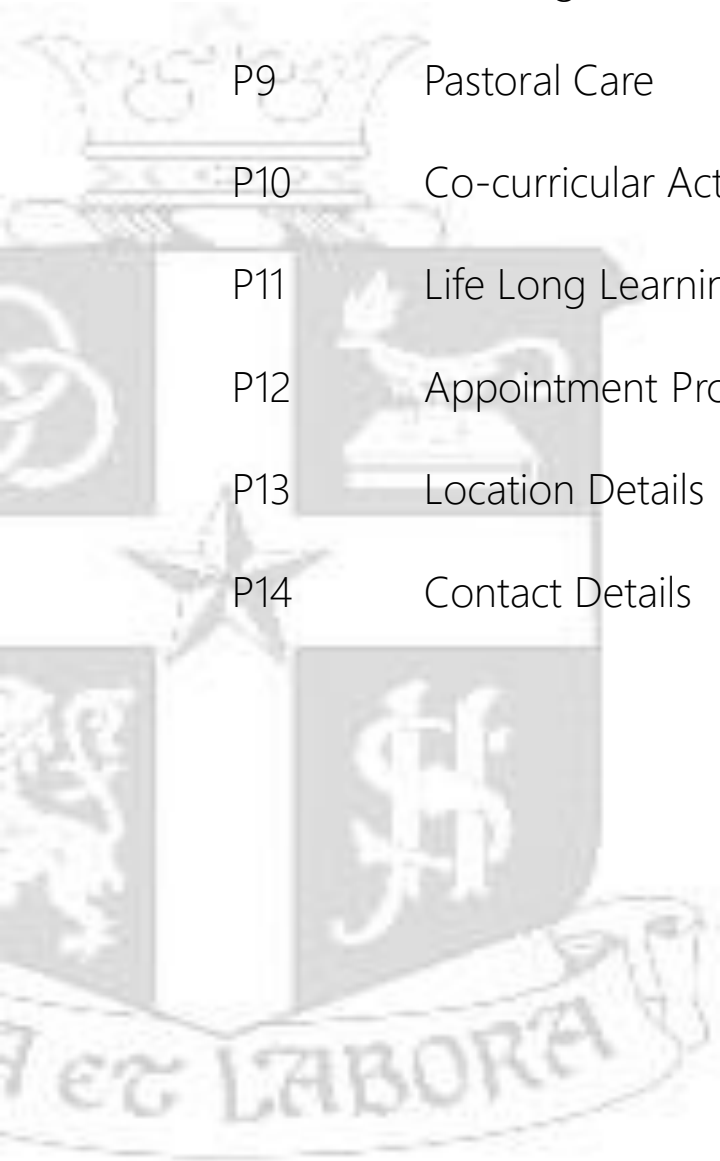 P9 Pastoral Care
P10 Co-curricular Act
P11 Life Long Learnin
P12 Appointment Pro
P13 Location Details
P14 Contact Details
ET LABORA